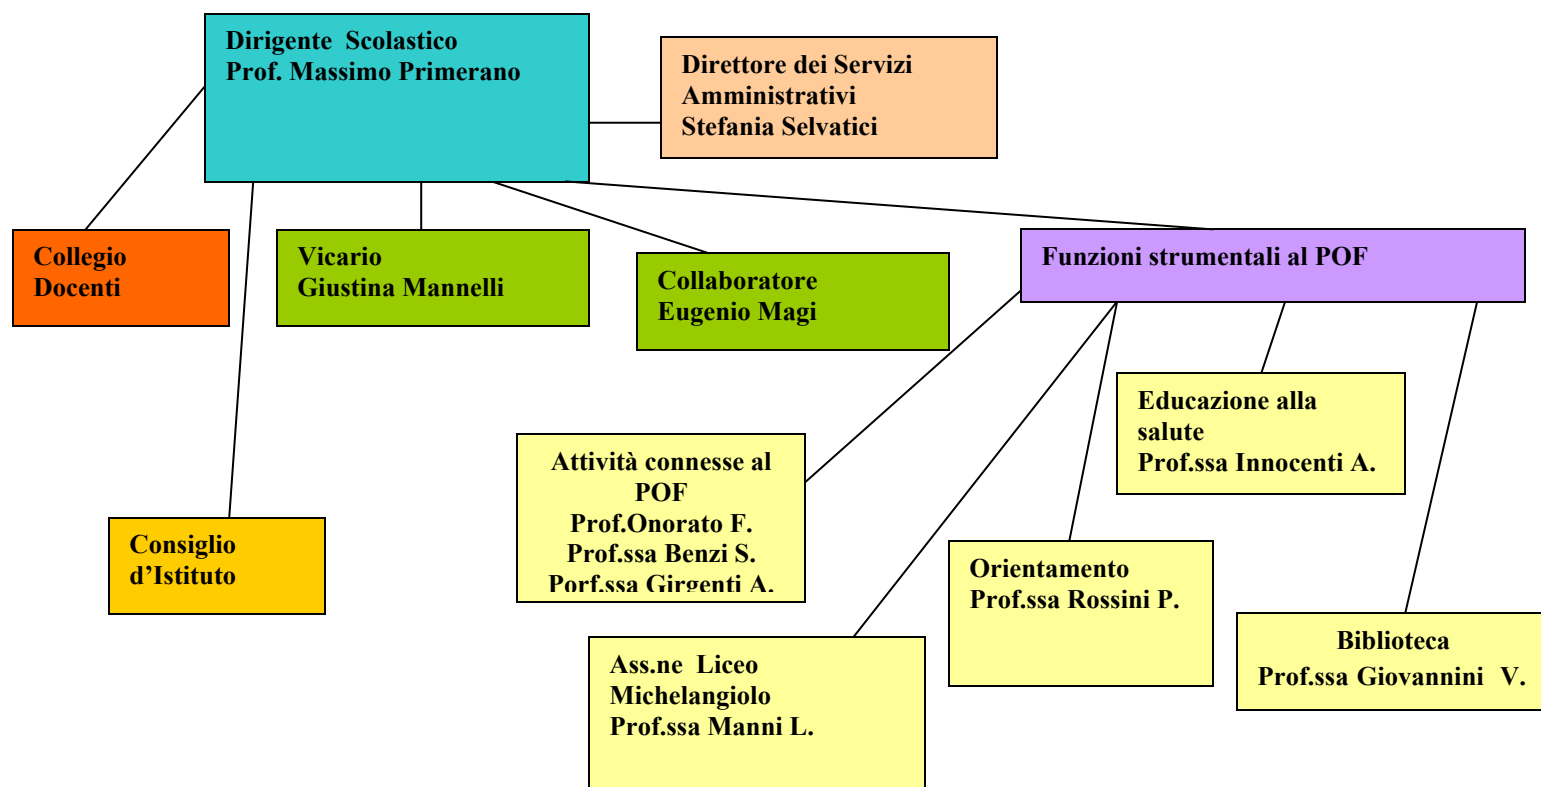 Dirigente  Scolastico
Prof. Massimo Primerano
Direttore dei Servizi
Amministrativi
Stefania Selvatici
Collegio
Docenti
Vicario
Giustina Mannelli
Collaboratore
Eugenio Magi
Funzioni strumentali al POF
Educazione alla
salute
Prof.ssa Innocenti A.
Attività connesse al
POF
Prof.Onorato F.
Prof.ssa Benzi S.
Porf.ssa Girgenti A.
Consiglio
d’Istituto
Orientamento
Prof.ssa Rossini P.
Biblioteca
Prof.ssa Giovannini  V.
Ass.ne  Liceo
Michelangiolo
Prof.ssa Manni L.